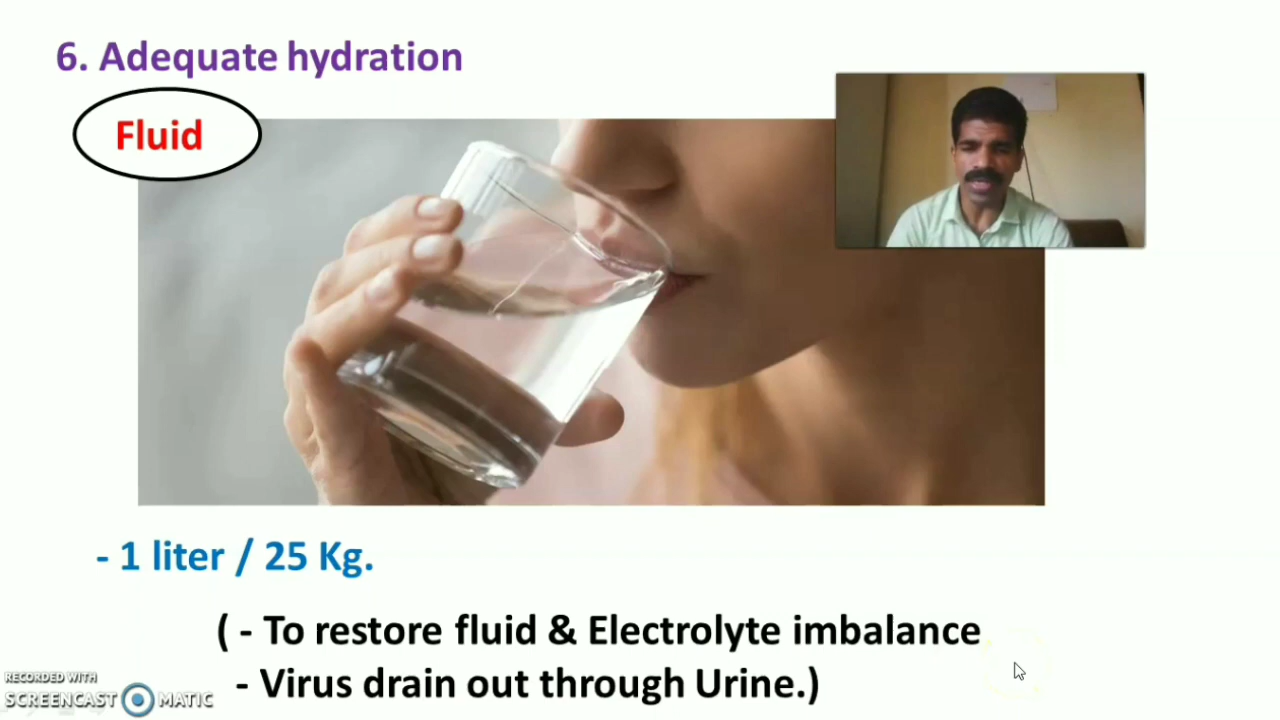 6. Adequate hydration
Fluid
- 1 liter / 25 Kg.
( - To restore fluid & Electrolyte imbalance
- Virus drain out through Urine.)
RECORDED WITH
SCREENCAST MATIC